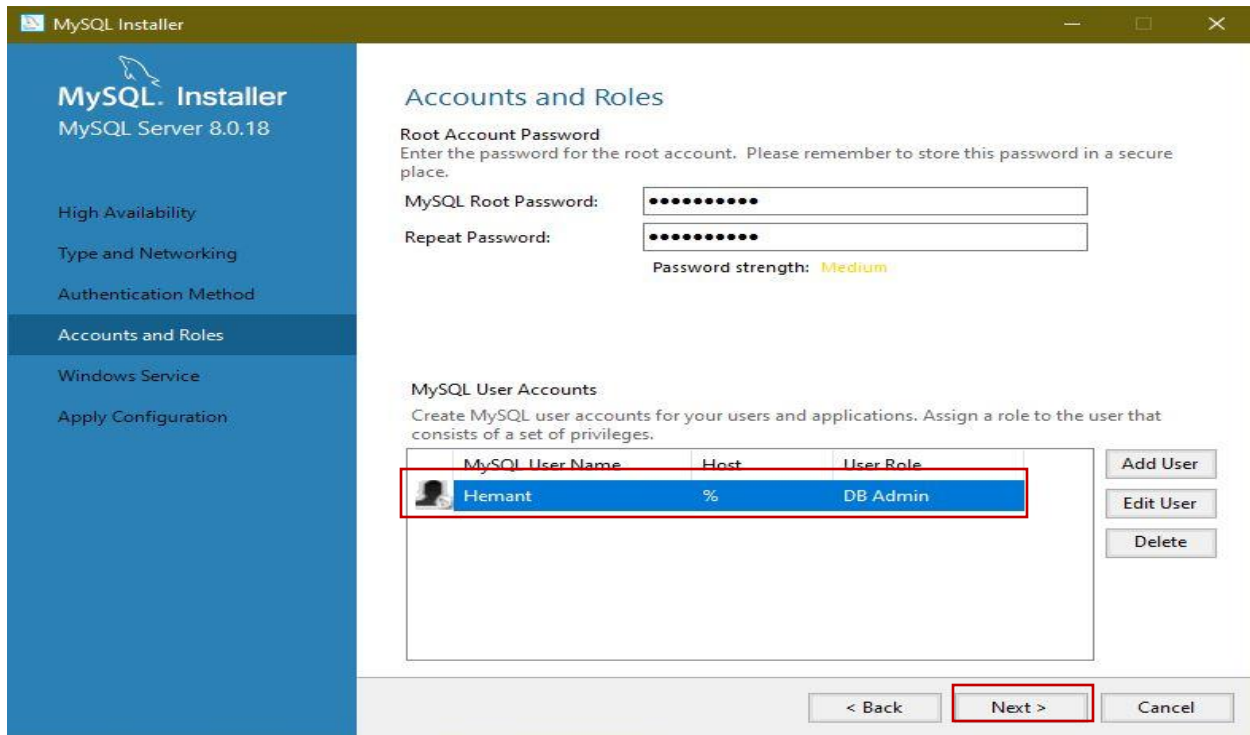 MySQL Installer
MySQL. Installer
MySQL Server 8.0.18
High Availability
Type and Networking
Authentication Method
Accounts and Roles
Windows Service
Apply Configuration
Accounts and Roles
Root Account Password
Enter the password for the root account. Please remember to store this password in a secure
place.
MySQL Root Password: ●●●●●●●●●●
Repeat Password: ●●●●●●●●●●
Password strength: Medium
MySQL User Accounts
Create MySQL user accounts for your users and applications. Assign a role to the user that
consists of a set of privileges.
MySQL User Name Host User Role
Hemant % DB Admin
Add User
Edit User
Delete
< Back Next > Cancel